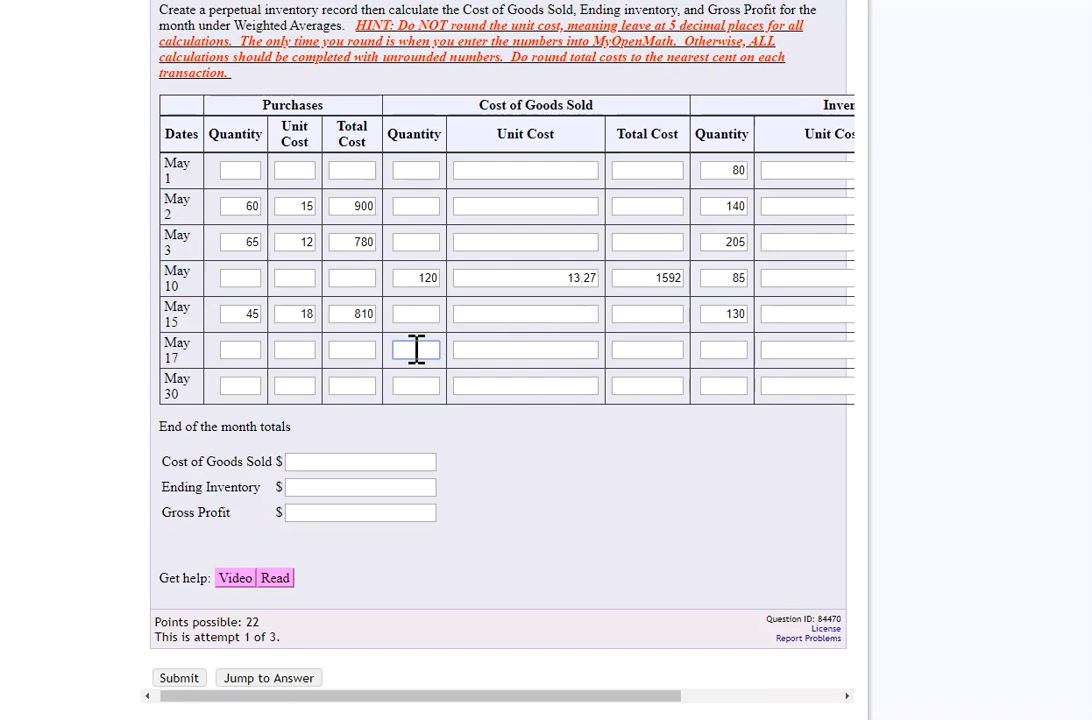 Create a perpetual inventory record then calculate the Cost of Goods Sold, Ending inventory, and Gross Profit for the
month under Weighted Averages. HINT: Do NOT round the unit cost, meaning leave at 5 decimal places for all
calculations. The only time you round is when you enter the numbers into MyOpenMath. Otherwise, ALL
calculations should be completed with unrounded numbers. Do round total costs to the nearest cent on each
transaction.
Purchases Cost of Goods Sold Inver
Dates Quantity Unit Cost Total Cost Quantity Unit Cost Total Cost Quantity Unit Cos
May 1 80
May 2 60 15 900 140
May 3 65 12 780 205
May 10 120 13.27 1592 85
May 15 45 18 810 130
May 17
May 30
End of the month totals
Cost of Goods Sold $
Ending Inventory $
Gross Profit $
Get help: Video Read
Points possible: 22
This is attempt 1 of 3.
Question ID: 84470
License
Report Problems
Submit Jump to Answer